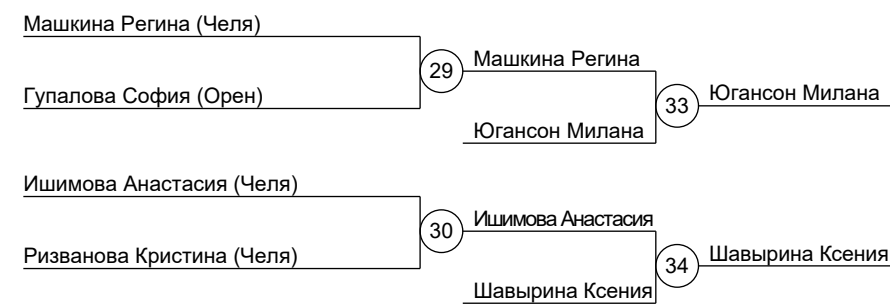 Машкина Регина (Челя)
29
Машкина Регина
Гупалова София (Орен)
33
Югансон Милана
Югансон Милана
Ишимова Анастасия (Челя)
30
Ишимова Анастасия
Ризванова Кристина (Челя)
34
Шавырина Ксения
Шавырина Ксения